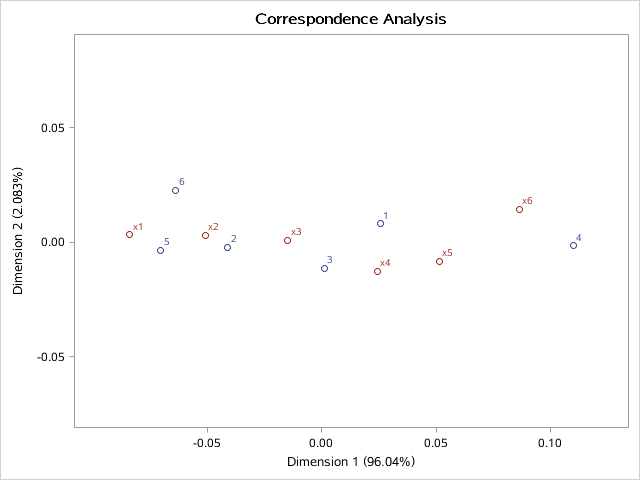 Correspondence Analysis
0.05
6
x6
x1
x2
1
x3
5
2
4
0.00
x5
3
x4
-0.05
Dimension 2 (2.083%)
-0.05
0.00
0.05
0.10
Dimension 1 (96.04%)